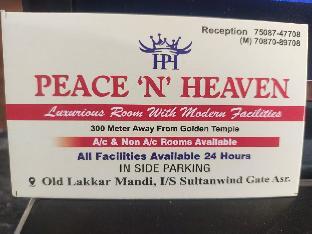 Reception 75087-47708
(M) 70870-89708
HPH
PEACE 'N' HEAVEN
Luxurious Room With Modern Facilities
300 Meter Away From Golden Temple
A/c & Non A/c Rooms Available
All Facilities Available 24 Hours
IN SIDE PARKING
Old Lakkar Mandi, I/S Sultanwind Gate Asr.